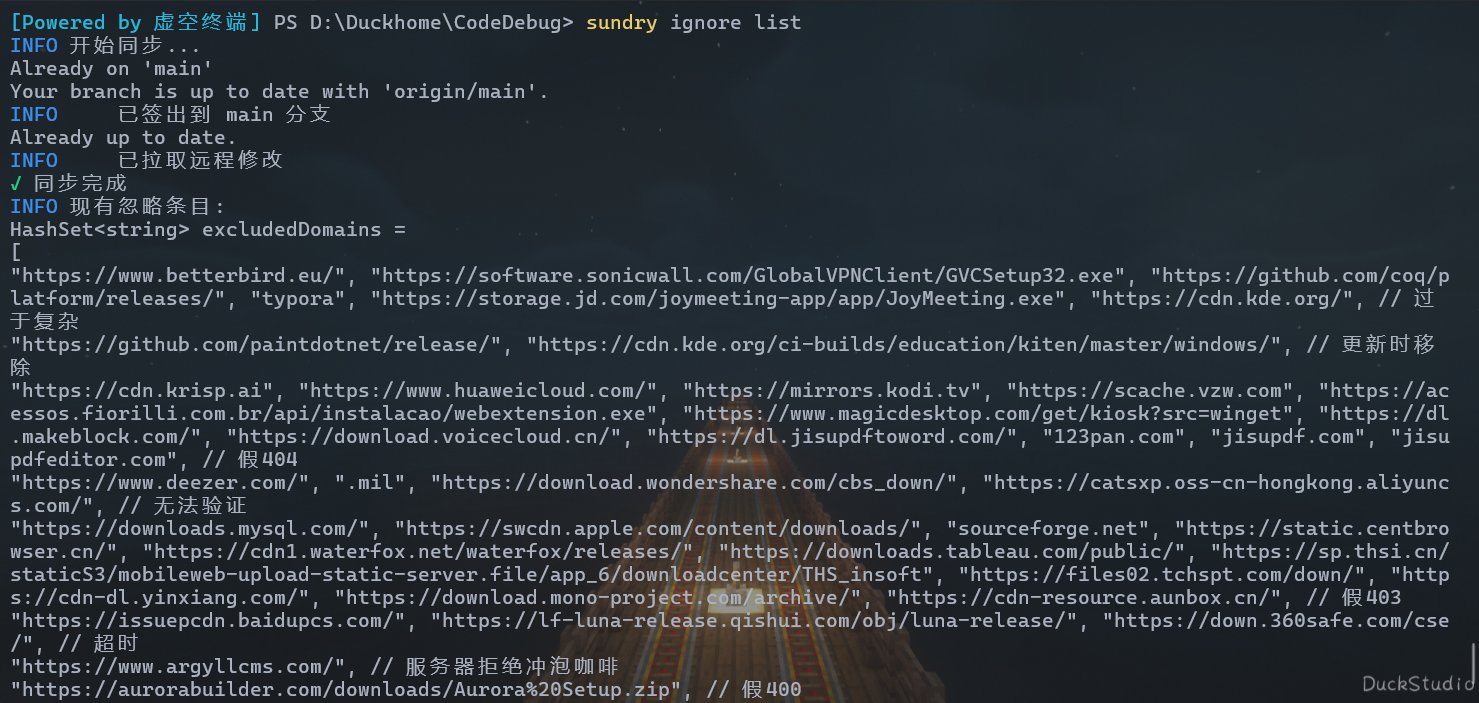 [Powered by 虚空终端] PS D:\Duckhome\CodeDebug> sundry ignore list
INFO 开始同步...
Already on 'main'
Your branch is up to date with 'origin/main'.
INFO     已签出到 main 分支
Already up to date.
INFO     已拉取远程修改
✓ 同步完成
INFO 现有忽略条目:
HashSet<string> excludedDomains =
[
"https://www.betterbird.eu/", "https://software.sonicwall.com/GlobalVPNClient/GVCSetup32.exe", "https://github.com/coq/p
latform/releases/", "typora", "https://storage.jd.com/joymeeting-app/app/JoyMeeting.exe", "https://cdn.kde.org/", // 过
于复杂
"https://github.com/paintdotnet/release/", "https://cdn.kde.org/ci-builds/education/kiten/master/windows/", // 更新时移
除
"https://cdn.krisp.ai", "https://www.huaweicloud.com/", "https://mirrors.kodi.tv", "https://scache.vzw.com", "https://ac
essos.fiorilli.com.br/api/instalacao/webextension.exe", "https://www.magicdesktop.com/get/kiosk?src=winget", "https://dl
.makeblock.com/", "https://download.voicecloud.cn/", "https://dl.jisupdftoword.com/", "123pan.com", "jisupdf.com", "jisu
pdfeditor.com", // 假404
"https://www.deezer.com/", ".mil", "https://download.wondershare.com/cbs_down/", "https://catsxp.oss-cn-hongkong.aliyunc
s.com/", // 无法验证
"https://downloads.mysql.com/", "https://swcdn.apple.com/content/downloads/", "sourceforge.net", "https://static.centbro
wser.cn/", "https://cdn1.waterfox.net/waterfox/releases/", "https://downloads.tableau.com/public/", "https://sp.thsi.cn/
staticS3/mobileweb-upload-static-server.file/app_6/downloadcenter/THS_insoft", "https://files02.tchspt.com/down/", "http
s://cdn-dl.yinxiang.com/", "https://download.mono-project.com/archive/", "https://cdn-resource.aunbox.cn/", // 假403
"https://issuepcdn.baidupcs.com/", "https://lf-luna-release.qishui.com/obj/luna-release/", "https://down.360safe.com/cse
/", // 超时
"https://www.argyllcms.com/", // 服务器拒绝冲泡咖啡
"https://aurorabuilder.com/downloads/Aurora%20Setup.zip", // 假400
DuckStudio